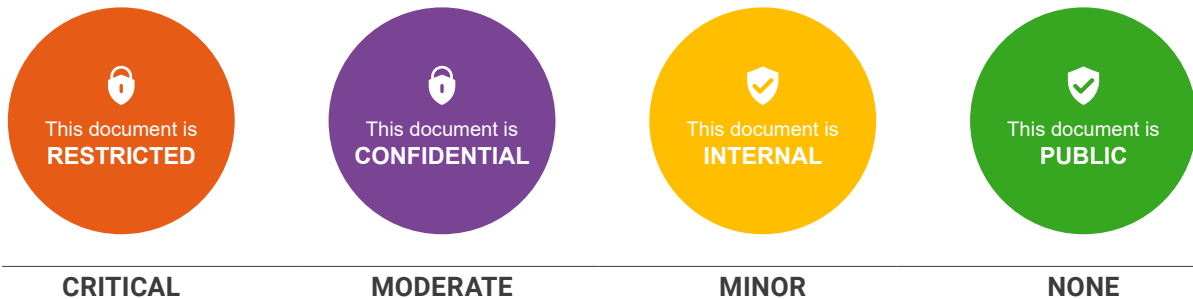 This document is
RESTRICTED
This document is
CONFIDENTIAL
This document is
INTERNAL
This document is
PUBLIC
CRITICAL
MODERATE
MINOR
NONE